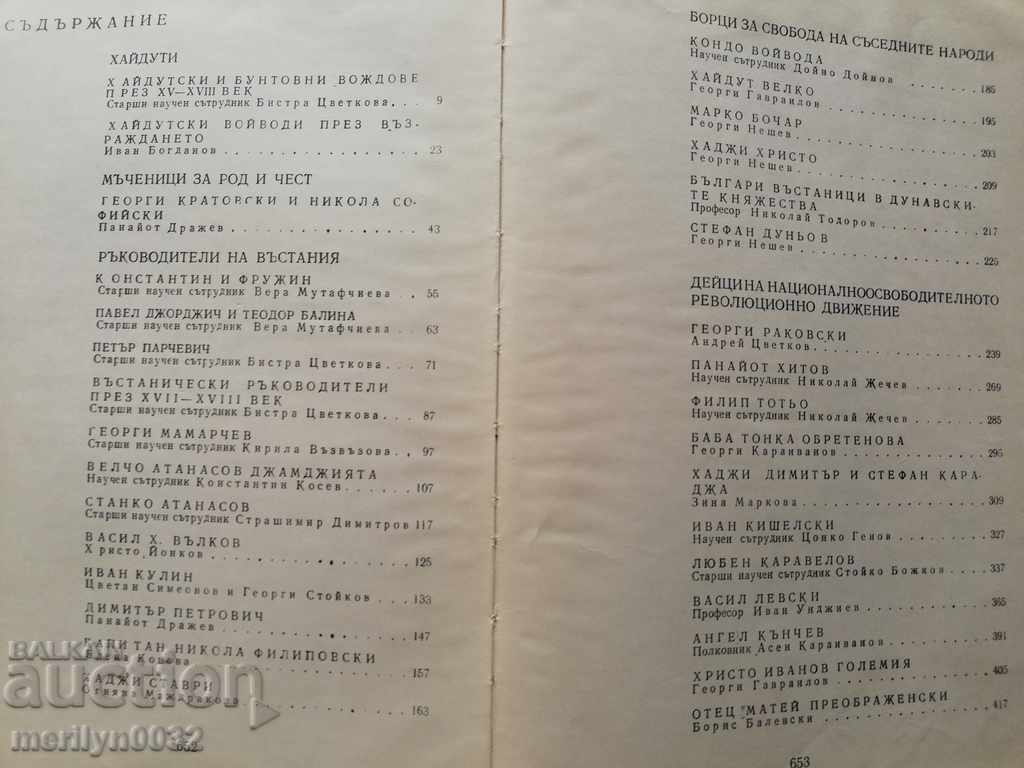 СЪДЪРЖАНИЕ
ХАЙДУТИ
ХАЙДУТСКИ И БУНТОВНИ ВОЖДОВЕ
ПРЕЗ XV—XVIII ВЕК
Старши научен сътрудник Бистра Цветкова. . . 9
ХАЙДУТСКИ ВОЙВОДИ ПРЕЗ ВЪЗ-
РАЖДАНЕТО
Иван Богданов . . . . . . . . . . . . . . . 23
МЪЧЕНИЦИ ЗА РОД И ЧЕСТ
ГЕОРГИ КРАТОВСКИ И НИКОЛА СО-
ФИЙСКИ
Панайот Дражев . . . . . . . . . . . . . . 43
РЪКОВОДИТЕЛИ НА ВЪСТАНИЯ
КОНСТАНТИН И ФРУЖИН
Старши научен сътрудник Вера Мутафчиева . , 55
ПАВЕЛ ДЖОРДЖИЧ И ТЕОДОР БАЛИНА
Старши научен сътрудник Вера Мутафчиева . . 63
ПЕТЪР ПАРЧЕВИЧ
Старши научен сътрудник Бистра Цветкова. . . 71
ВЪСТАНИЧЕСКИ РЪКОВОДИТЕЛИ
ПРЕЗ XVII—XVIII ВЕК
Старши научен сътрудник Бистра Цветкова. . . 87
ГЕОРГИ МАМАРЧЕВ
Старши научен сътрудник Кирила Възвъзова. . 97
ВЕЛЧО АТАНАСОВ ДЖАМДЖИЯТА
Научен сътрудник Константин Косев. . . . . . 107
СТАНКО АТАНАСОВ
Старши научен сътрудник Страшимир Димитров 117
ВАСИЛ Х. ВЪЛКОВ
Христо Йонков . . . . . . . . . . . . . . . 125
ИВАН КУЛИН
Цветан Симеонов и Георги Стойков . . . . . . 133
ДИМИТЪР ПЕТРОВИЧ
Панайот Дражев . . . . . . . . . . . . . . 147
КАПИТАН НИКОЛА ФИЛИПОВСКИ
. . . . . . . . . . . . . . 157
ХАДЖИ СТАВРИ
Огняна Маждракова . . . . . . . . . . . . 163
652
БОРЦИ ЗА СВОБОДА НА СЪСЕДНИТЕ НАРОДИ
КОНДО ВОЙВОДА
Научен сътрудник Дойно Дойнов . . . . . . . 185
ХАЙДУТ ВЕЛКО
Георги Гавраилов . . . . . . . . . . . . . . 195
МАРКО БОЧАР
Георги Нешев . . . . . . . . . . . . . . . 203
ХАДЖИ ХРИСТО
Георги Нешев . . . . . . . . . . . . . . . 209
БЪЛГАРИ ВЪСТАНИЦИ В ДУНАВСКИ-
ТЕ КНЯЖЕСТВА
Професор Николай Тодоров . . . . . . . . . 217
СТЕФАН ДУНЬОВ
Георги Нешев . . . . . . . . . . . . . . . 225
ДЕЙЦИ НА НАЦИОНАЛНООСВОБОДИТЕЛНОТО
РЕВОЛЮЦИОННО ДВИЖЕНИЕ
ГЕОРГИ РАКОВСКИ
Андрей Цветков . . . . . . . . . . . . . . 239
ПАНАЙОТ ХИТОВ
Научен сътрудник Николай Жечев . . . . . . 269
ФИЛИП ТОТЬО
Научен сътрудник Николай Жечев . . . . . . 285
БАБА ТОНКА ОБРЕТЕНОВА
Георги Караиванов . . . . . . . . . . . . . 295
ХАДЖИ ДИМИТЪР И СТЕФАН КАРА-
ДЖА
Зина Маркова . . . . . . . . . . . . . . . 309
ИВАН КИШЕЛСКИ
Научен сътрудник Цонко Генов . . . . . . . 327
ЛЮБЕН КАРАВЕЛОВ
Старши научен сътрудник Стойко Божков . . . . 337
ВАСИЛ ЛЕВСКИ
Професор Иван Унджиев . . . . . . . . . . . 365
АНГЕЛ КЪНЧЕВ
Полковник Асен Караиванов . . . . . . . . . 391
ХРИСТО ИВАНОВ ГОЛЕМИЯ
Георги Гавраилов . . . . . . . . . . . . . . 405
ОТЕЦ МАТЕЙ ПРЕОБРАЖЕНСКИ
Борис Балевски . . . . . . . . . . . . . . 417
653
BALKAN
auction
merilyn0032